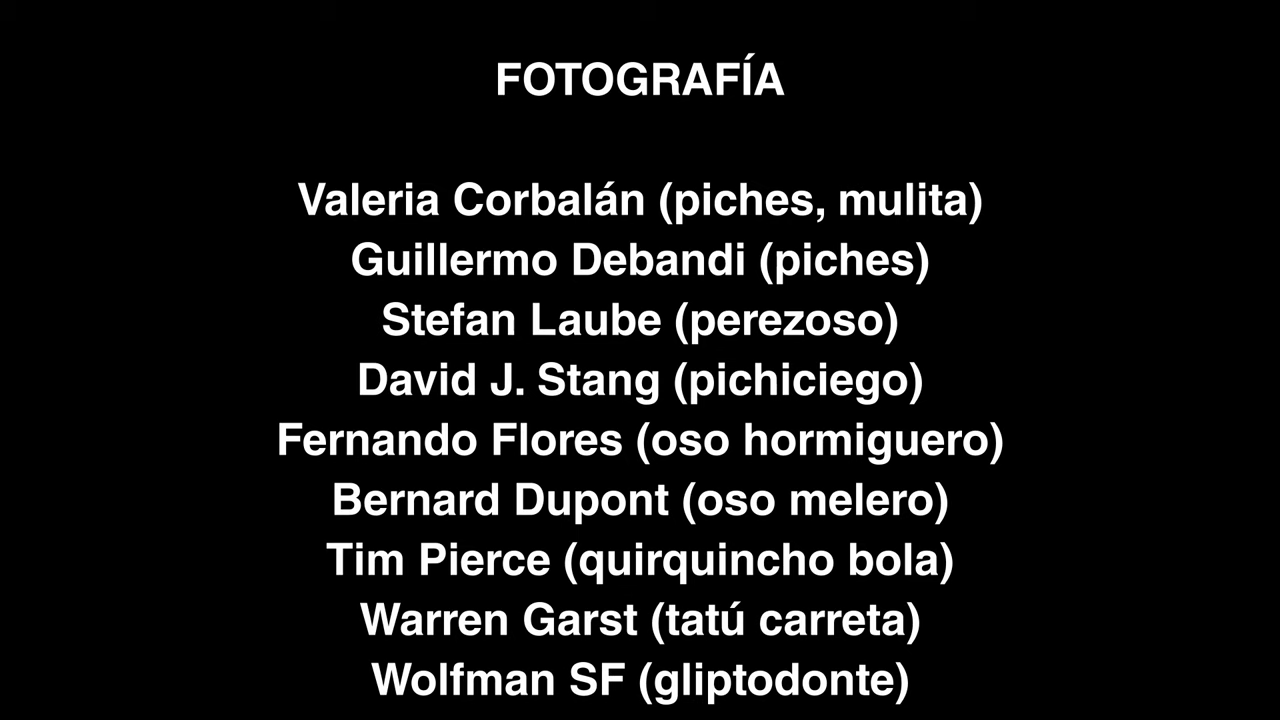 FOTOGRAFÍA
Valeria Corbalán (piches, mulita)
Guillermo Debandi (piches)
Stefan Laube (perezoso)
David J. Stang (pichiciego)
Fernando Flores (oso hormiguero)
Bernard Dupont (oso melero)
Tim Pierce (quirquincho bola)
Warren Garst (tatú carreta)
Wolfman SF (gliptodonte)